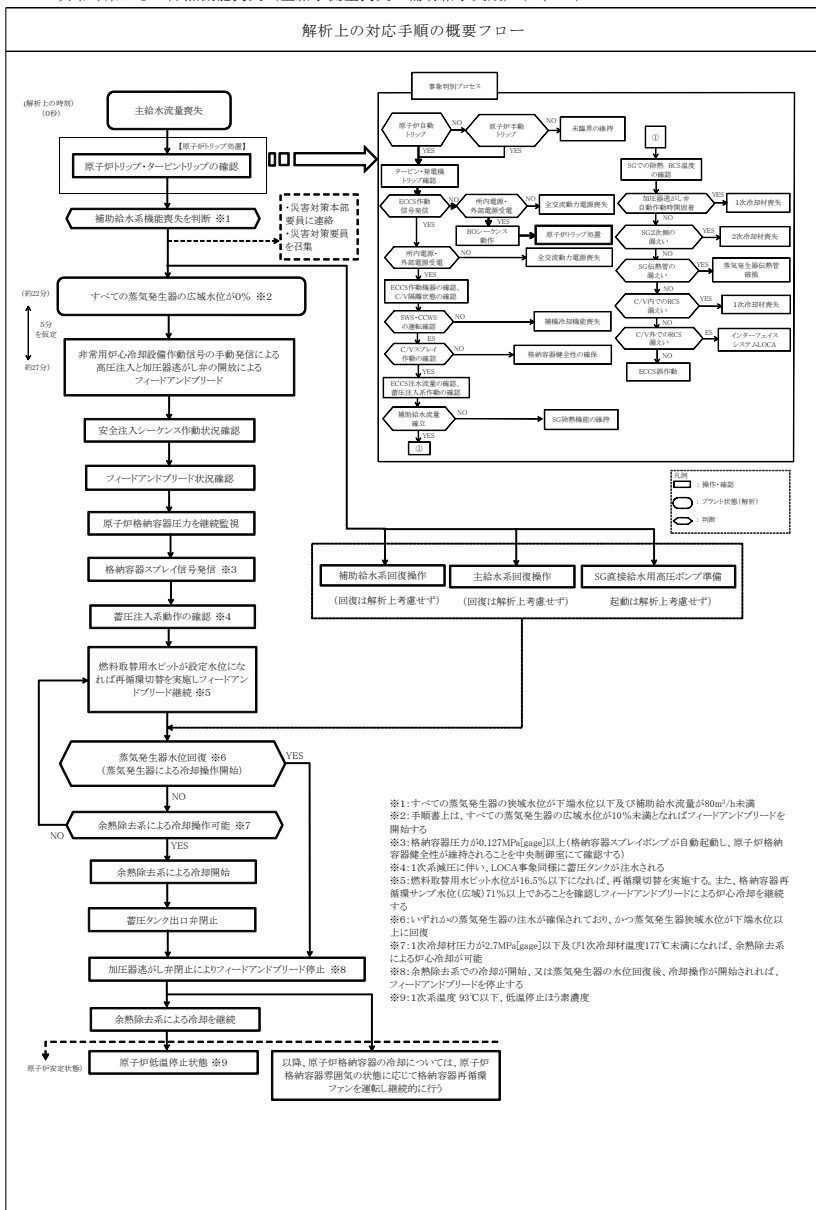 解析上の対応手順の概要フロー
(解析上の時刻)
(0秒)
主給水流量喪失
【原子炉トリップ処置】
原子炉トリップ・タービントリップの確認
補助給水系機能喪失を判断 ※1
・災害対策本部
要員に連絡
・災害対策要員
を召集
(約22分)
すべての蒸気発生器の広域水位が0% ※2
5分
を仮定
(約27分)
非常用炉心冷却設備作動信号の手動発信による
高圧注入と加圧器逃がし弁の開放による
フィードアンドブリード
安全注入シーケンス作動状況確認
フィードアンドブリード状況確認
原子炉格納容器圧力を継続監視
格納容器スプレイ信号発信 ※3
蓄圧注入系動作の確認 ※4
燃料取替用水ピットが設定水位にな
れば再循環切替を実施しフィードアン
ドブリード継続 ※5
蒸気発生器水位回復 ※6
(蒸気発生器による冷却操作開始)
YES
NO
余熱除去系による冷却操作可能 ※7
NO
YES
余熱除去系による冷却開始
蓄圧タンク出口弁閉止
加圧器逃がし弁閉止によりフィードアンドブリード停止 ※8
余熱除去系による冷却を継続
原子炉安定状態)
原子炉低温停止状態 ※9
以降、原子炉格納容器の冷却については、原子炉
格納容器雰囲気の状態に応じて格納容器再循環
ファンを運転し継続的に行う
事象判別プロセス
原子炉自動
トリップ
NO
原子炉手動
トリップ
NO
未臨界の維持
YES
YES
タービン・発電機
トリップ確認
ECCS作動
信号発信
NO
所内電源・
外部電源受電
NO
全交流動力電源喪失
YES
YES
BOシーケンス
動作
原子炉トリップ処置
所内電源・
外部電源受電
NO
全交流動力電源喪失
YES
ECCS作動機器の確認、
C/V隔離状態の確認
SWS・CCWS
の運転確認
NO
補機冷却機能喪失
ES
C/Vスプレイ
作動の確認
NO
格納容器健全性の確保
YES
ECCS注水流量の確認、
蓄圧注入系作動の確認
補助給水流量
確立
NO
SG除熱機能の維持
YES
①
①
SGでの除熱 RCS温度
の確認
加圧器逃がし弁
自動作動時開固着
YES
1次冷却材喪失
NO
SG2次側の
漏えい
YES
2次冷却材喪失
NO
SG伝熱管の
漏えい
YES
蒸気発生器伝熱管
破損
NO
C/V内でのRCS
漏えい
YES
1次冷却材喪失
NO
C/V外でのRCS
漏えい
ES
インターフェイス
システムLOCA
NO
ECCS誤作動
凡例
:操作・確認
:プラント状態(解析)
:判断
補助給水系回復操作
(回復は解析上考慮せず)
主給水系回復操作
(回復は解析上考慮せず)
SG直接給水用高圧ポンプ準備
起動は解析上考慮せず)
※1:すべての蒸気発生器の狭域水位が下端水位以下及び補助給水流量が80m³/h未満
※2:手順書上は、すべての蒸気発生器の広域水位が10%未満となればフィードアンドブリードを
開始する
※3:格納容器圧力が0.127MPa[gage]以上(格納容器スプレイポンプが自動起動し、原子炉格納
容器健全性が維持されることを中央制御室にて確認する)
※4:1次系減圧に伴い、LOCA事象同様に蓄圧タンクが注水される
※5:燃料取替用水ピット水位が16.5%以下になれば、再循環切替を実施する。また、格納容器再
循環サンプ水位(広域)71%以上であることを確認しフィードアンドブリードによる炉心冷却を継続
する
※6:いずれかの蒸気発生器の注水が確保されており、かつ蒸気発生器狭域水位が下端水位以
上に回復
※7:1次冷却材圧力が2.7MPa[gage]以下及び1次冷却材温度177℃未満になれば、余熱除去系
による炉心冷却が可能
※8:余熱除去系での冷却が開始、又は蒸気発生器の水位回復後、冷却操作が開始されれば、
フィードアンドブリードを停止する
※9:1次系温度 93℃以下、低温停止ほう素濃度